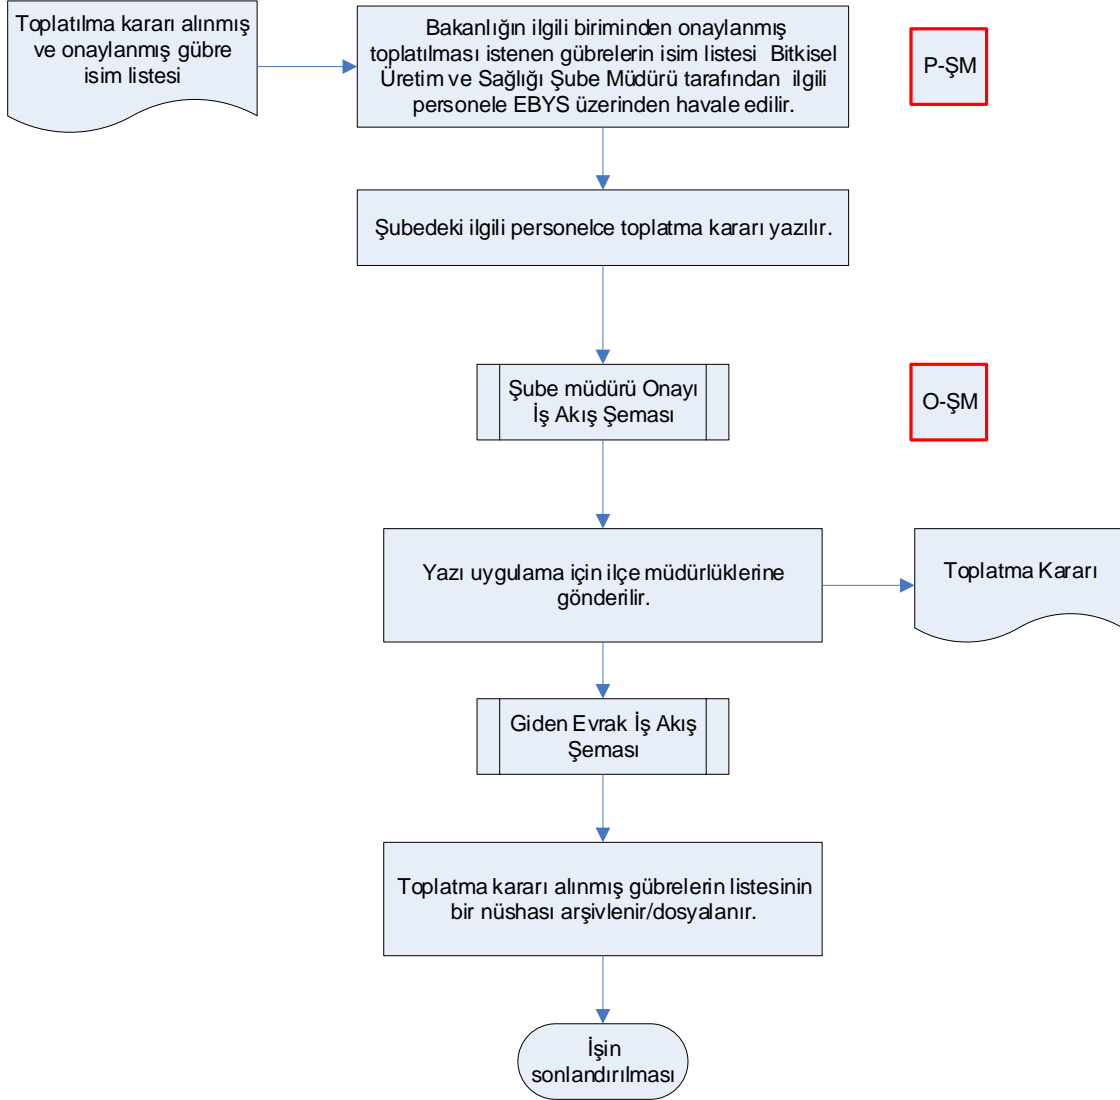 Toplatılma kararı alınmış
ve onaylanmış gübre
isim listesi
Bakanlığın ilgili biriminden onaylanmış
toplatılması istenen gübrelerin isim listesi  Bitkisel
Üretim ve Sağlığı Şube Müdürü tarafından  ilgili
personele EBYS üzerinden havale edilir.
P-ŞM
Şubedeki ilgili personelce toplatma kararı yazılır.
Şube müdürü Onayı
İş Akış Şeması
O-ŞM
Yazı uygulama için ilçe müdürlüklerine
gönderilir.
Toplatma Kararı
Giden Evrak İş Akış
Şeması
Toplatma kararı alınmış gübrelerin listesinin
bir nüshası arşivlenir/dosyalanır.
İşin
sonlandırılması